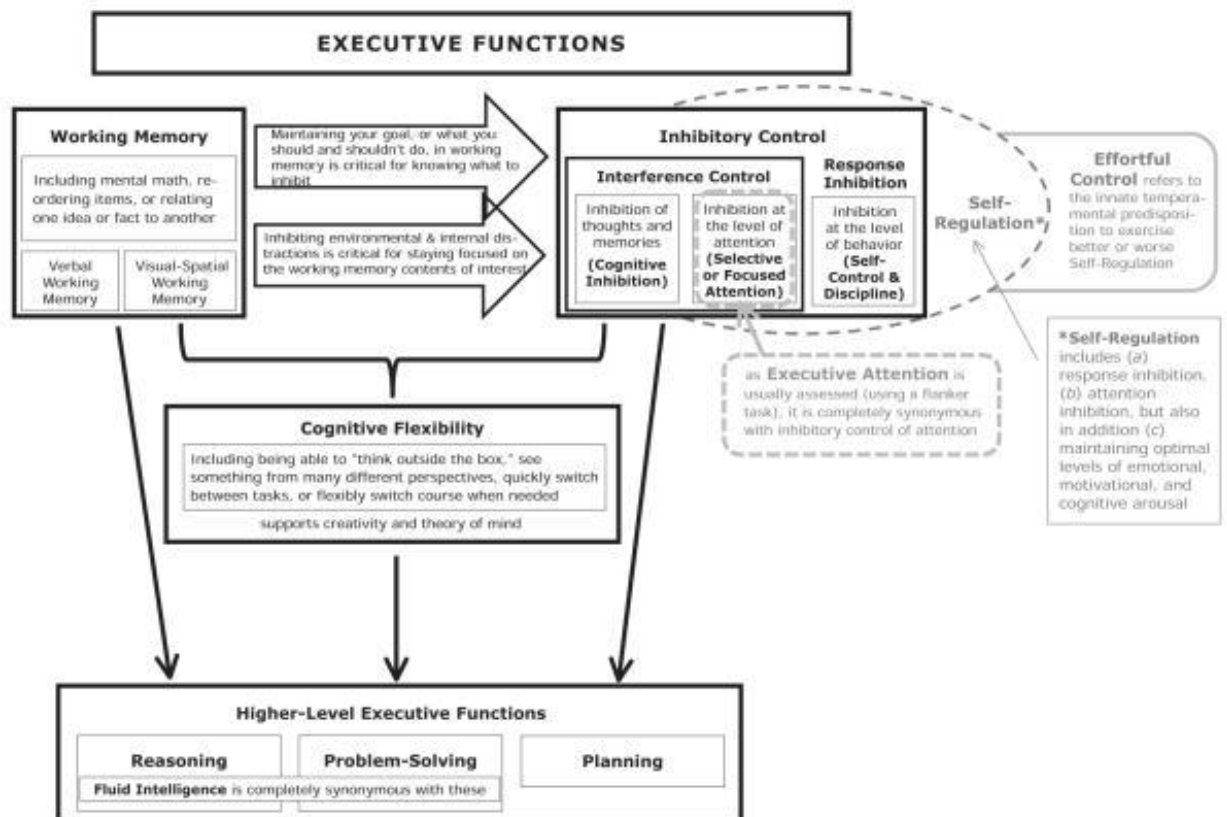 EXECUTIVE FUNCTIONS
Working Memory
Including mental math, re-
ordering items, or relating
one idea or fact to another
Verbal
Working
Memory
Visual-Spatial
Working
Memory
Maintaining your goal, or what you
should and shouldn't do, in working
memory is critical for knowing what to
inhibit
Inhibiting environmental & internal dis-
tractions is critical for staying focused on
the working memory contents of interest
Inhibitory Control
Interference Control
Inhibition of
thoughts and
memories
(Cognitive
Inhibition)
Inhibition at
the level of
attention
(Selective
or Focused
Attention)
Response
Inhibition
Inhibition
at the level
of behavior
(Self-
Control &
Discipline)
Self-
Regulation*
Effortful
Control refers to
the innate tempera-
mental predisposi-
tion to exercise
better or worse
Self-Regulation
as Executive Attention is
usually assessed (using a flanker
task), it is completely synonymous
with inhibitory control of attention
*Self-Regulation
includes (a)
response inhibition,
(b) attention
inhibition, but also
in addition (c)
maintaining optimal
levels of emotional,
motivational, and
cognitive arousal
Cognitive Flexibility
Including being able to "think outside the box," see
something from many different perspectives, quickly switch
between tasks, or flexibly switch course when needed
supports creativity and theory of mind
Higher-Level Executive Functions
Reasoning
Problem-Solving
Planning
Fluid Intelligence is completely synonymous with these